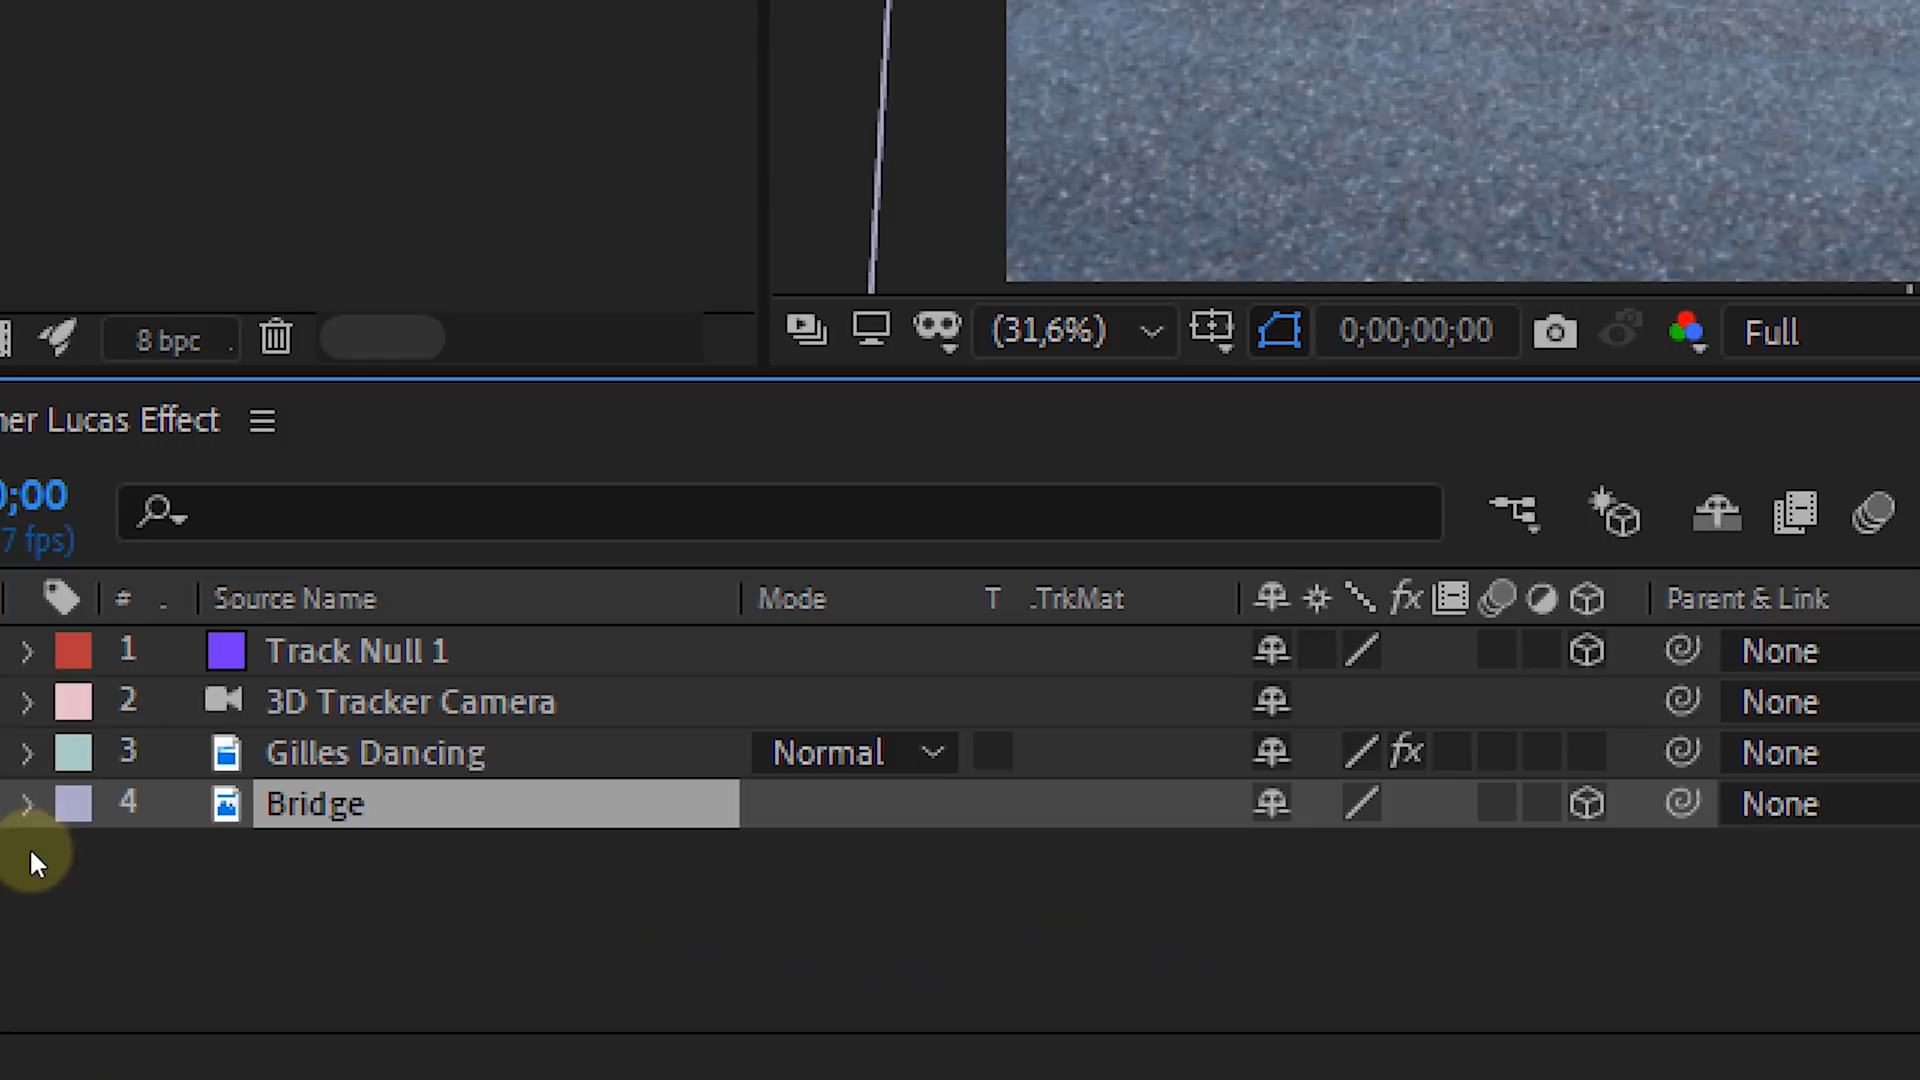 8 bpc
(31,6%)
0;00;00;00
Full
ner Lucas Effect
0;00
7 fps)
# . Source Name Mode T .TrkMat fx Parent & Link
1 Track Null 1 None
2 3D Tracker Camera None
3 Gilles Dancing Normal fx None
4 Bridge None